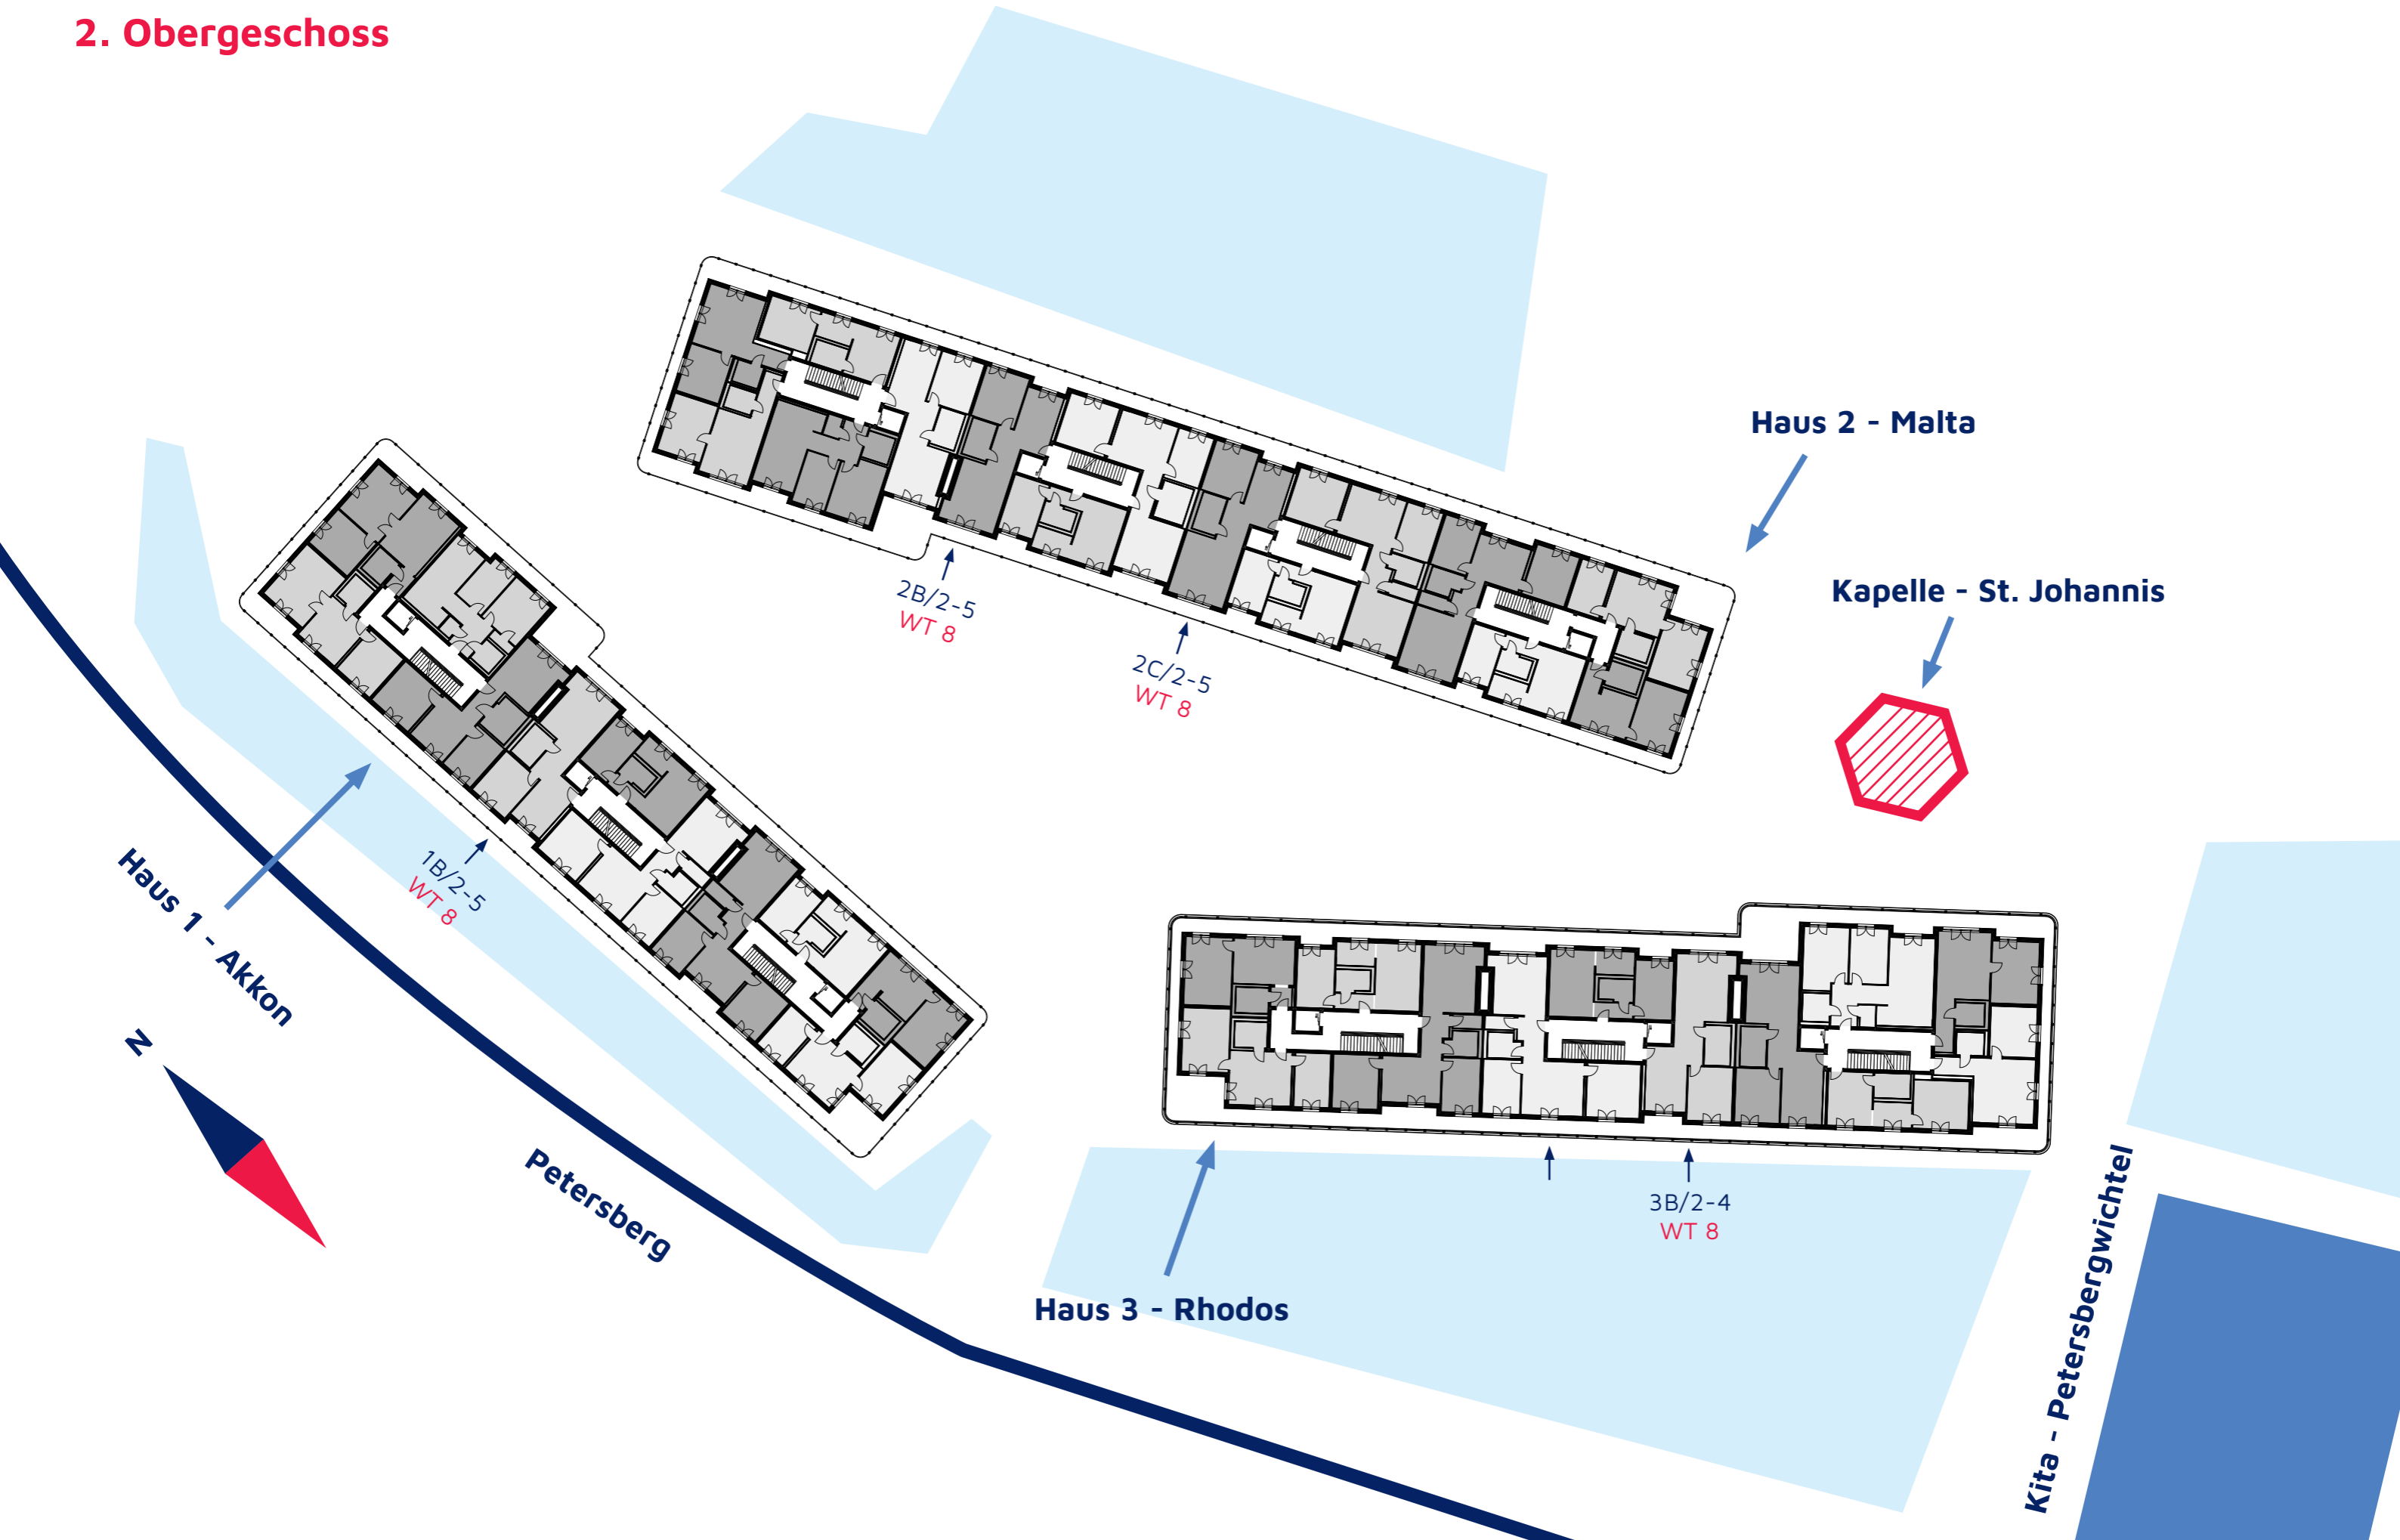 2. Obergeschoss
Haus 2 - Malta
Kapelle - St. Johannis
2B/2-5
WT 8
2C/2-5
WT 8
1B/2-5
WT 8
Haus 1 - Akkon
N
Petersberg
3B/2-4
WT 8
Haus 3 - Rhodos
Kita - Petersbergwichtel